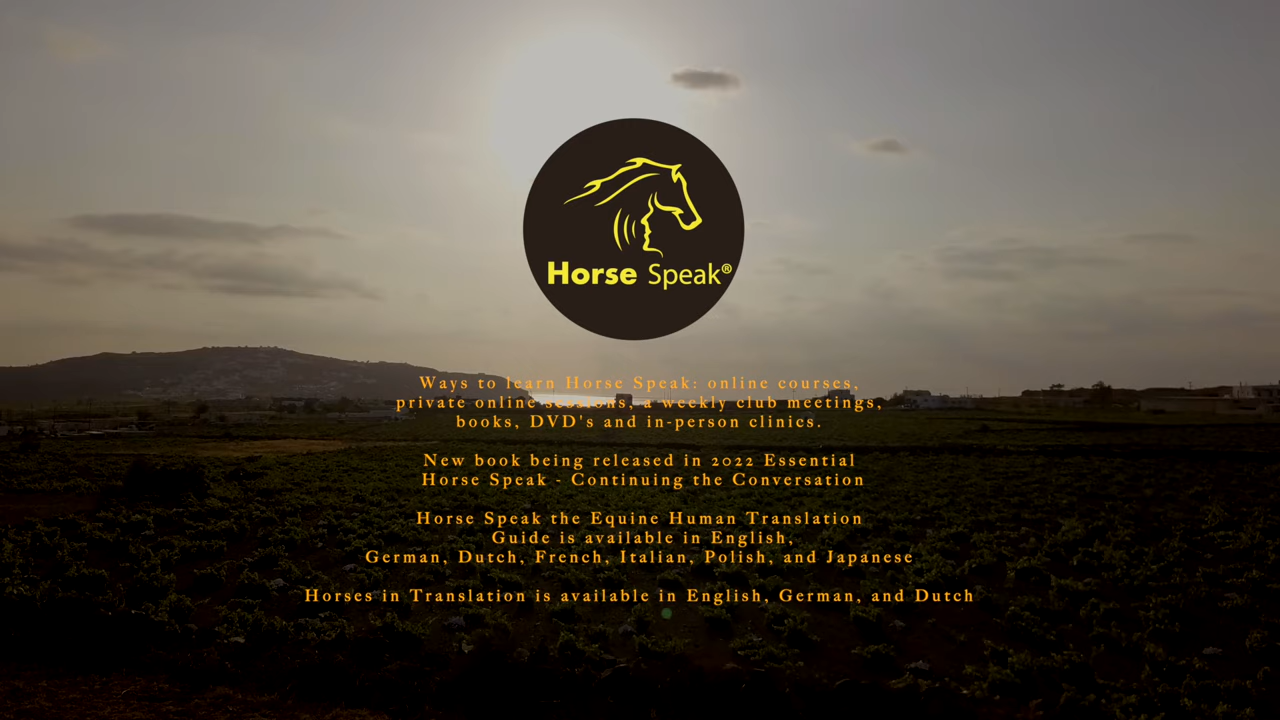 Horse Speak®
Ways to learn Horse Speak: online courses,
private online sessions, a weekly club meetings,
books, DVD's and in-person clinics.
New book being released in 2022 Essential
Horse Speak - Continuing the Conversation
Horse Speak the Equine Human Translation
Guide is available in English,
German, Dutch, French, Italian, Polish, and Japanese
Horses in Translation is available in English, German, and Dutch